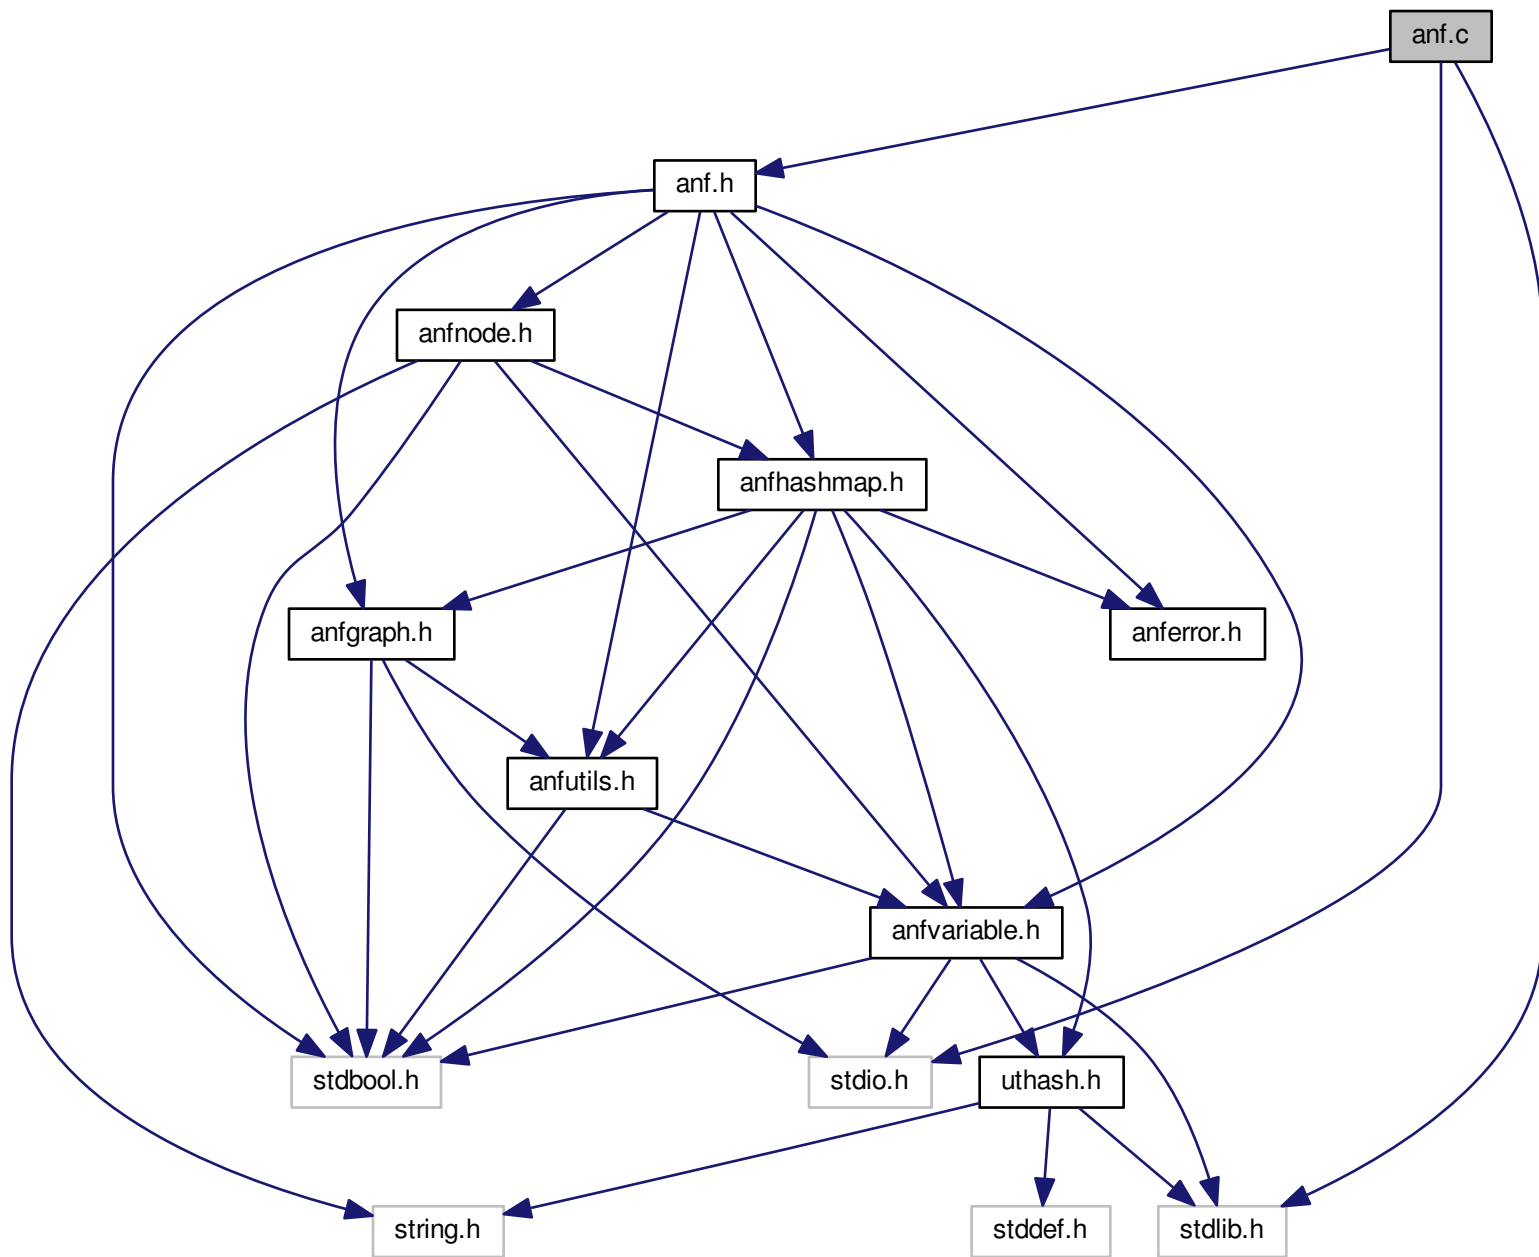 anf.c
anf.h
anfnode.h
anfhashmap.h
anfgraph.h
anferror.h
anfutils.h
anfvariable.h
stdbool.h
stdio.h
uthash.h
string.h
stddef.h
stdlib.h